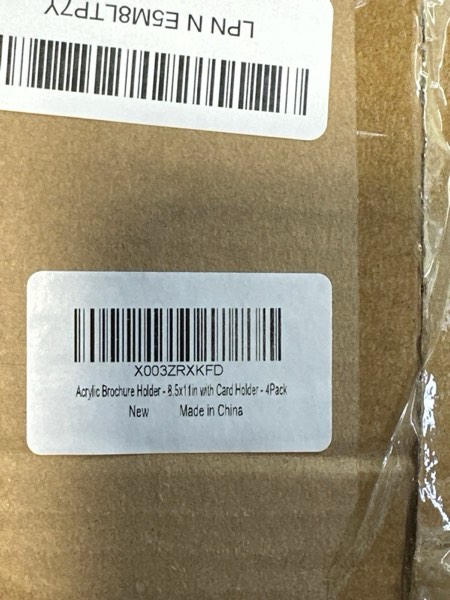 LPN N E5M8LTP7Y
X003ZRXKFD
Acrylic Brochure Holder - 8.5x11in with Card Holder - 4Pack
New Made in China